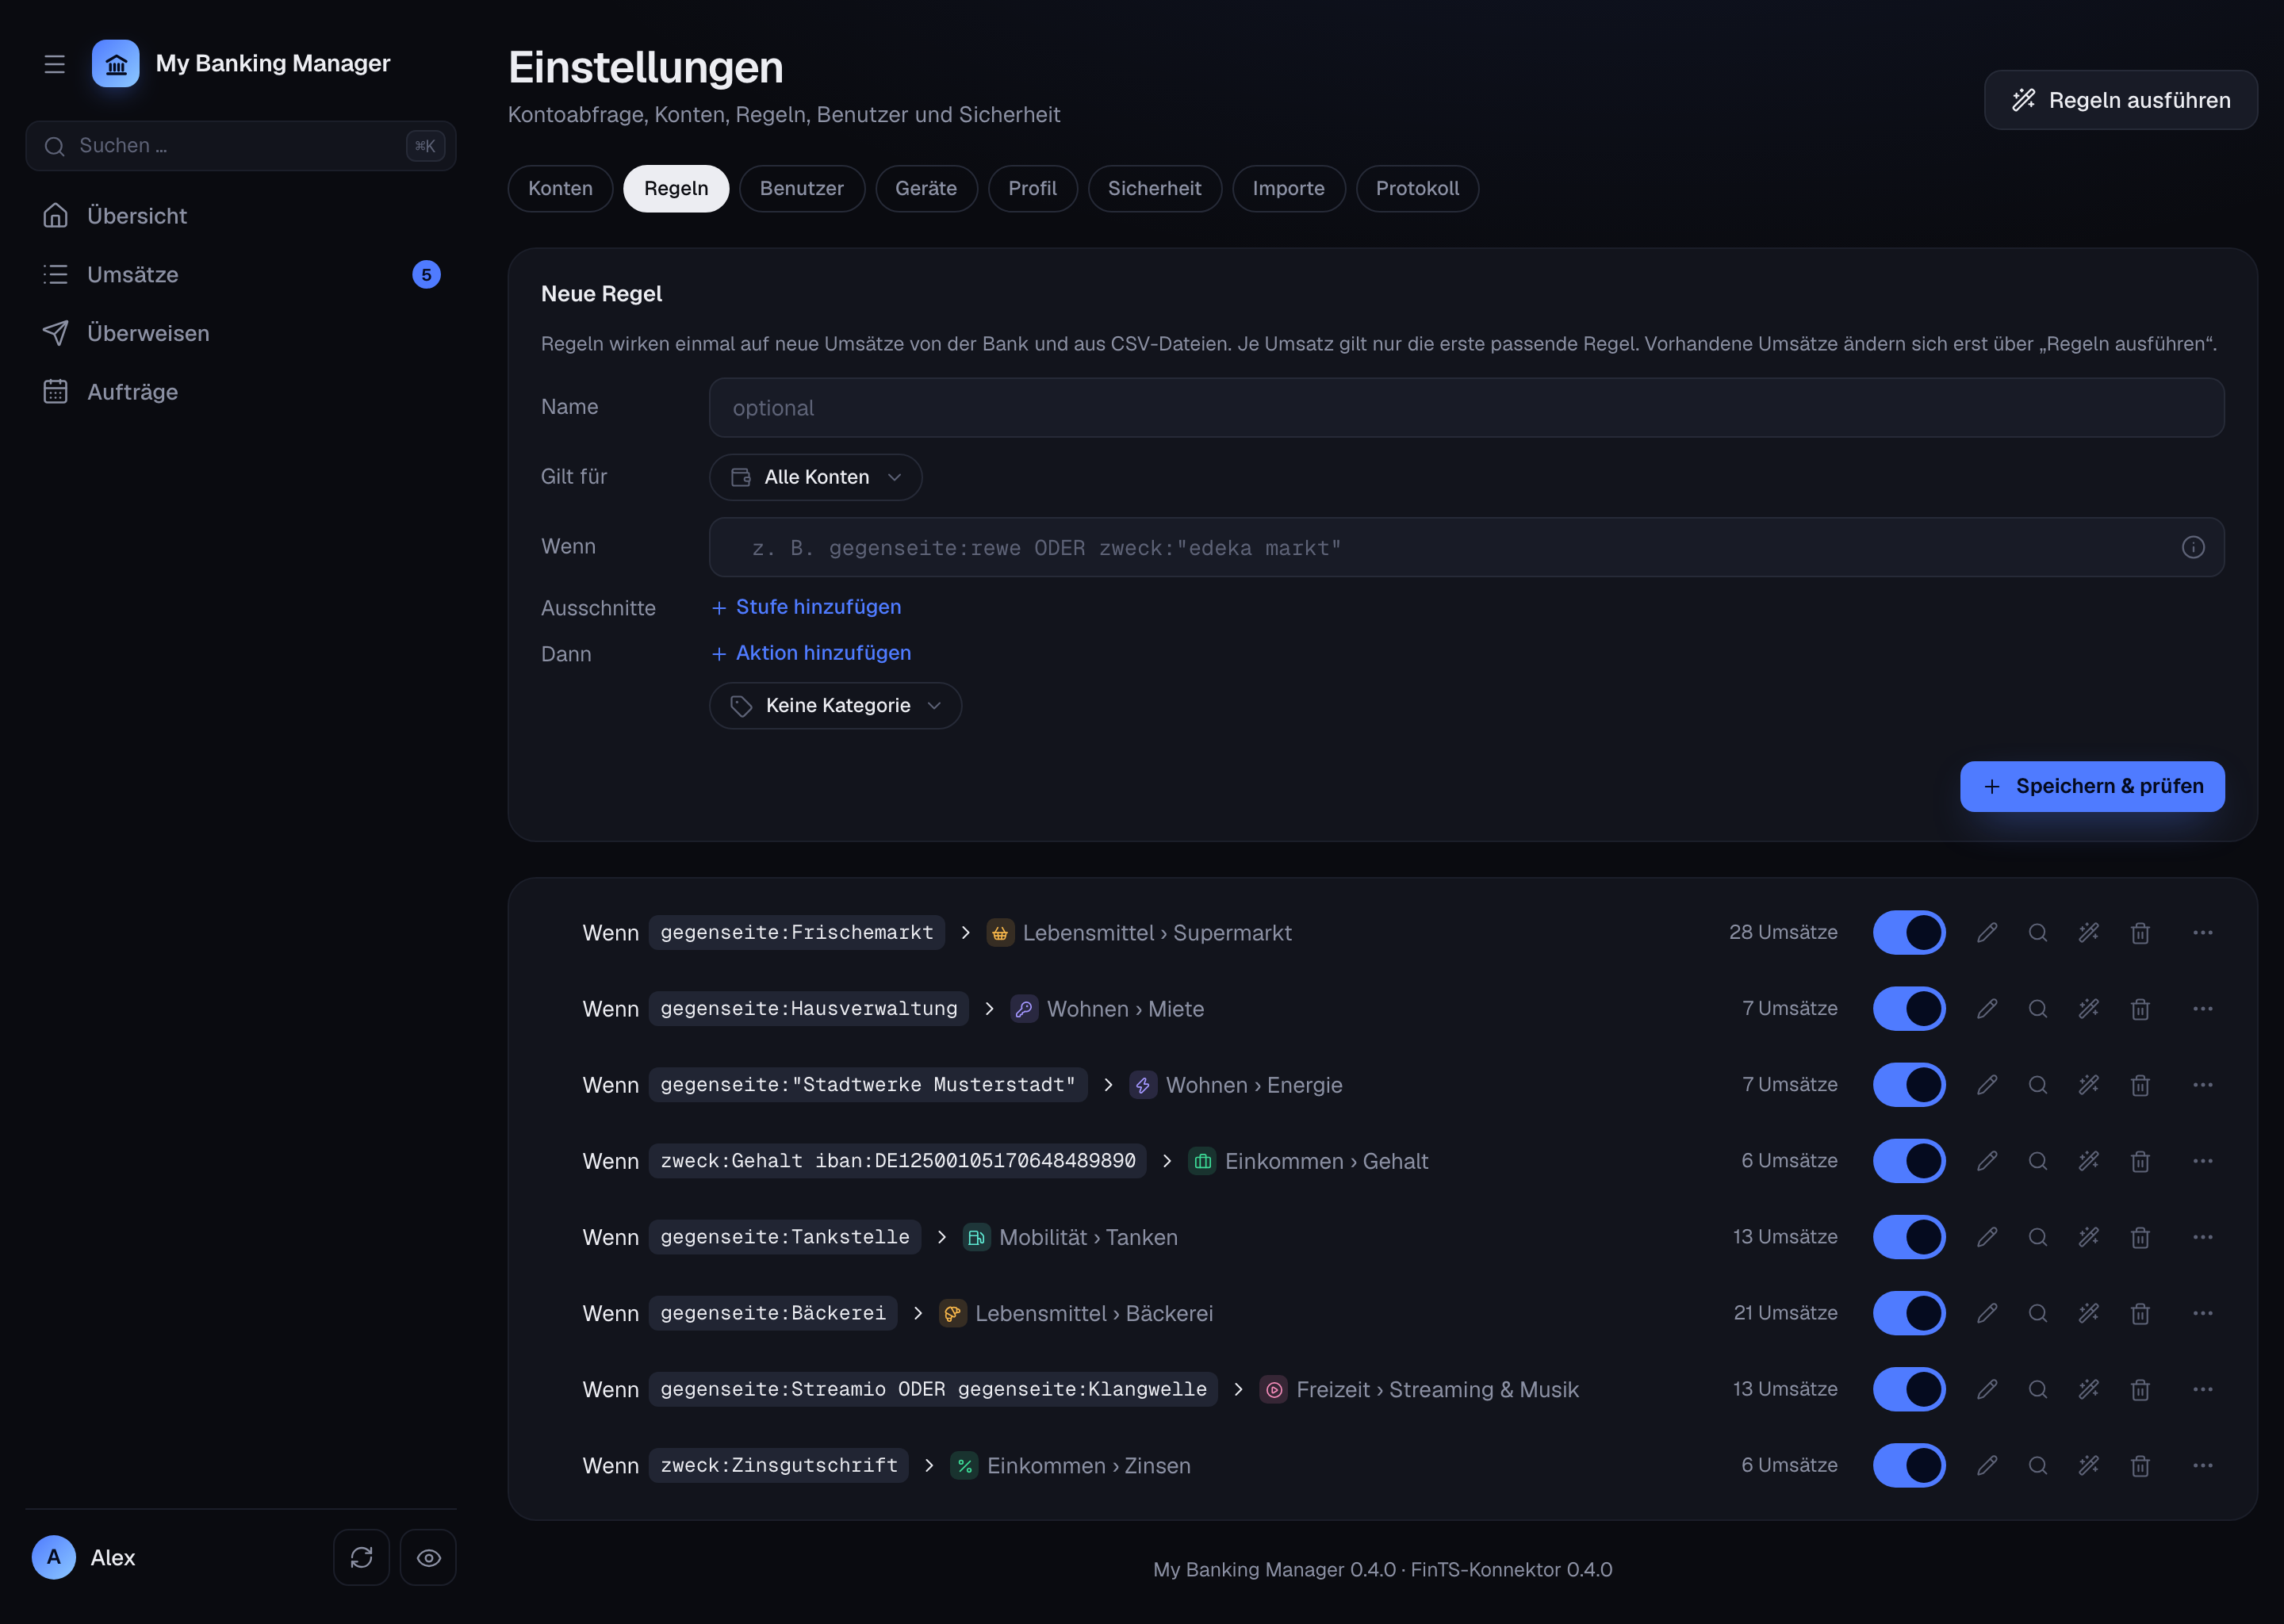 My Banking Manager
Suchen …
⌘K
Übersicht
Umsätze
5
Überweisen
Aufträge
A
Alex
Einstellungen
Kontoabfrage, Konten, Regeln, Benutzer und Sicherheit
Regeln ausführen
Konten
Regeln
Benutzer
Geräte
Profil
Sicherheit
Importe
Protokoll
Neue Regel
Regeln wirken einmal auf neue Umsätze von der Bank und aus CSV-Dateien. Je Umsatz gilt nur die erste passende Regel. Vorhandene Umsätze ändern sich erst über „Regeln ausführen“.
Name
optional
Gilt für
Alle Konten
Wenn
z. B. gegenseite:rewe ODER zweck:"edeka markt"
Ausschnitte
Stufe hinzufügen
Dann
Aktion hinzufügen
Keine Kategorie
Speichern & prüfen
Wenn gegenseite:Frischemarkt › Lebensmittel › Supermarkt 28 Umsätze
Wenn gegenseite:Hausverwaltung › Wohnen › Miete 7 Umsätze
Wenn gegenseite:"Stadtwerke Musterstadt" › Wohnen › Energie 7 Umsätze
Wenn zweck:Gehalt iban:DE12500105170648489890 › Einkommen › Gehalt 6 Umsätze
Wenn gegenseite:Tankstelle › Mobilität › Tanken 13 Umsätze
Wenn gegenseite:Bäckerei › Lebensmittel › Bäckerei 21 Umsätze
Wenn gegenseite:Streamio ODER gegenseite:Klangwelle › Freizeit › Streaming & Musik 13 Umsätze
Wenn zweck:Zinsgutschrift › Einkommen › Zinsen 6 Umsätze
My Banking Manager 0.4.0 · FinTS-Konnektor 0.4.0